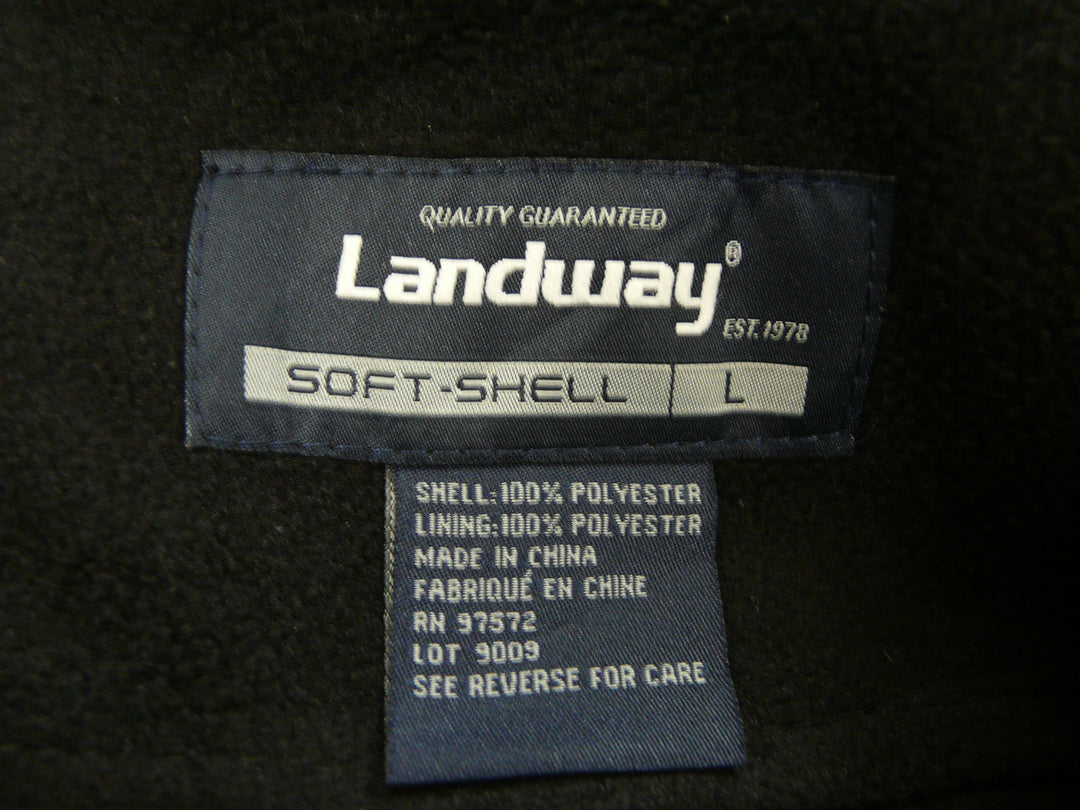 QUALITY GUARANTEED
Landway®
EST. 1978
SOFT-SHELL L
SHELL: 100% POLYESTER
LINING: 100% POLYESTER
MADE IN CHINA
FABRIQUÉ EN CHINE
RN 97572
LOT 9009
SEE REVERSE FOR CARE